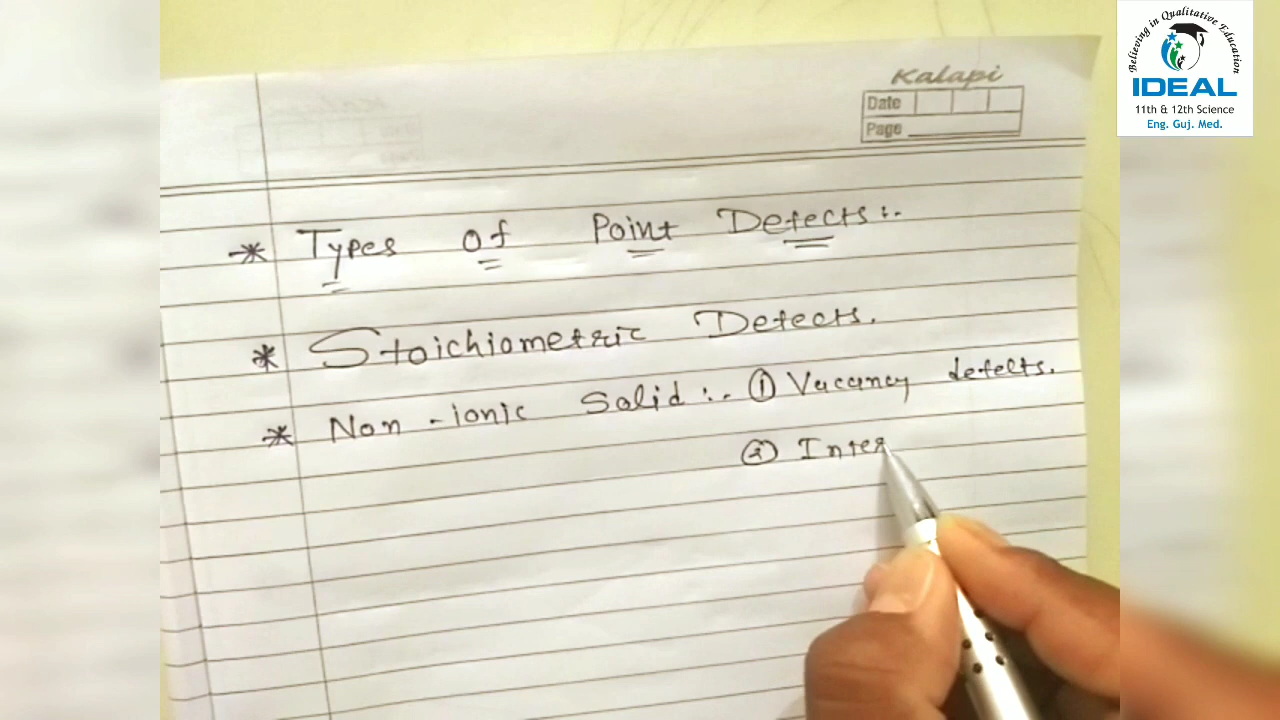 Believing in Qualitative Education
IDEAL
11th & 12th Science
Eng. Guj. Med.
Kalapi
Date
Page
* Types of Point Defects:-
* Stoichiometric Defects.
* Non-ionic Solid:- ① Vacancy defelts.
② Inter